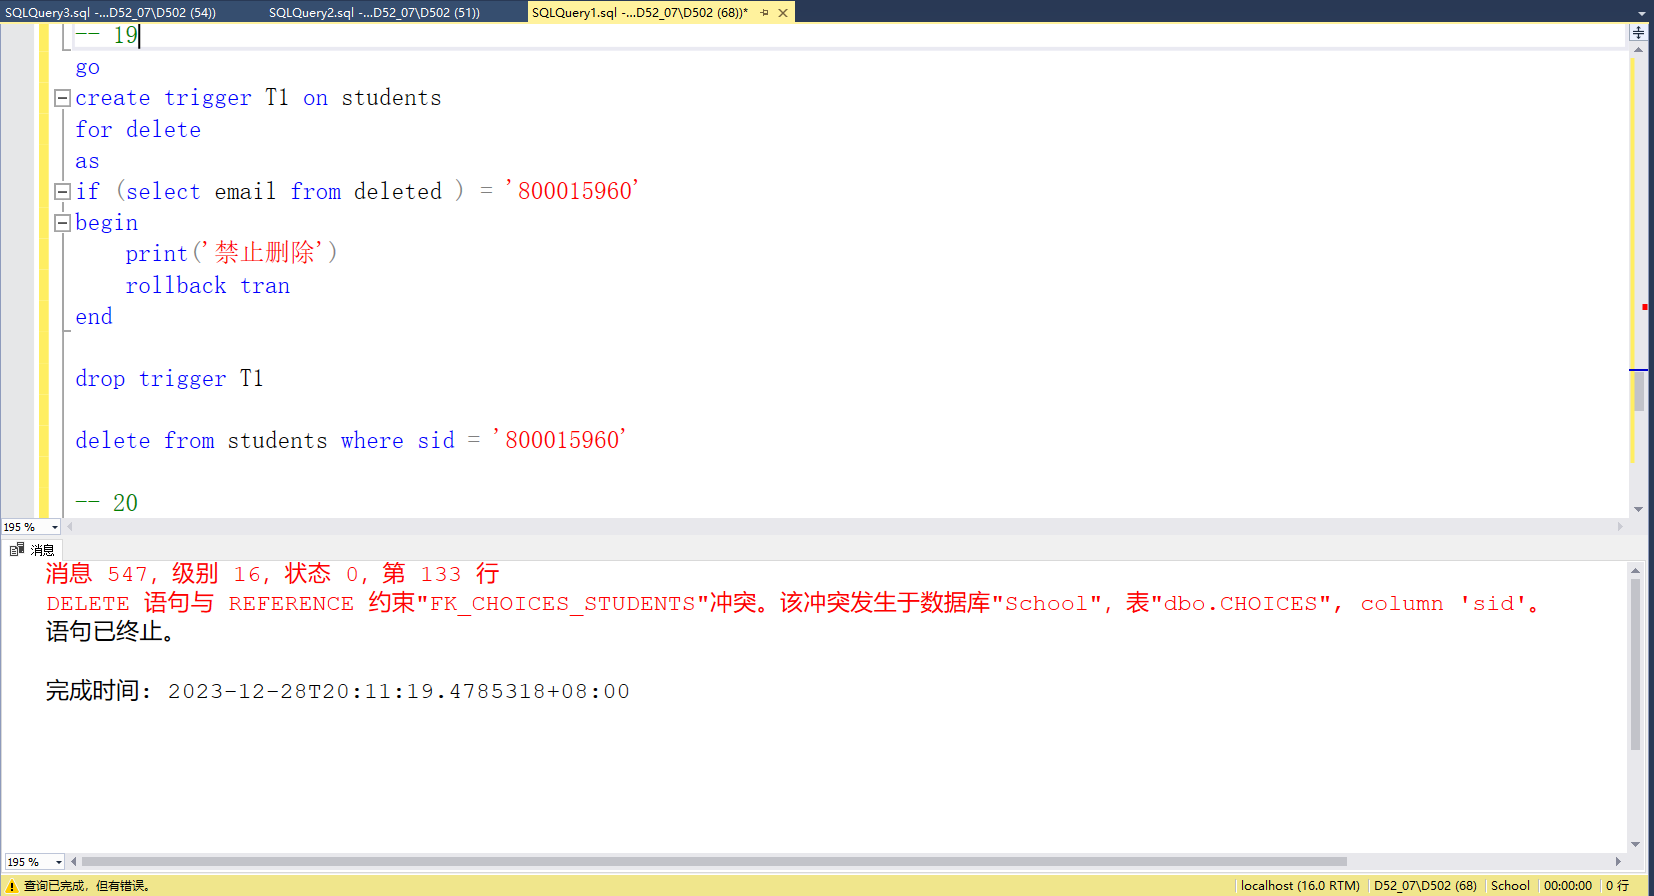 SQLQuery3.sql -...D52_07\D502 (54)) SQLQuery2.sql -...D52_07\D502 (51)) SQLQuery1.sql -...D52_07\D502 (68))*
-- 19
go
create trigger T1 on students
for delete
as
if (select email from deleted ) = '800015960'
begin
print('禁止删除')
rollback tran
end
drop trigger T1
delete from students where sid = '800015960'
-- 20
195 %
消息
消息 547，级别 16，状态 0，第 133 行
DELETE 语句与 REFERENCE 约束"FK_CHOICES_STUDENTS"冲突。该冲突发生于数据库"School"，表"dbo.CHOICES", column 'sid'。
语句已终止。
完成时间: 2023-12-28T20:11:19.4785318+08:00
195 %
查询已完成，但有错误。 localhost (16.0 RTM) D52_07\D502 (68) School 00:00:00 0 行